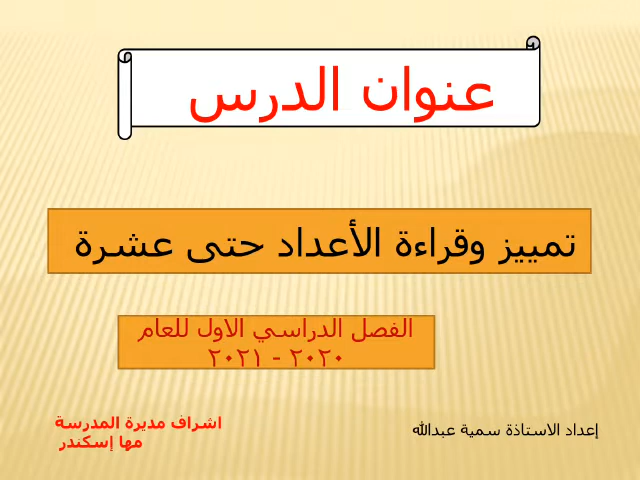 عنوان الدرس
تمييز وقراءة الأعداد حتى عشرة
الفصل الدراسي الاول للعام
٢٠٢٠ - ٢٠٢١
إعداد الاستاذة سمية عبدالله
اشراف مديرة المدرسة
مها إسكندر